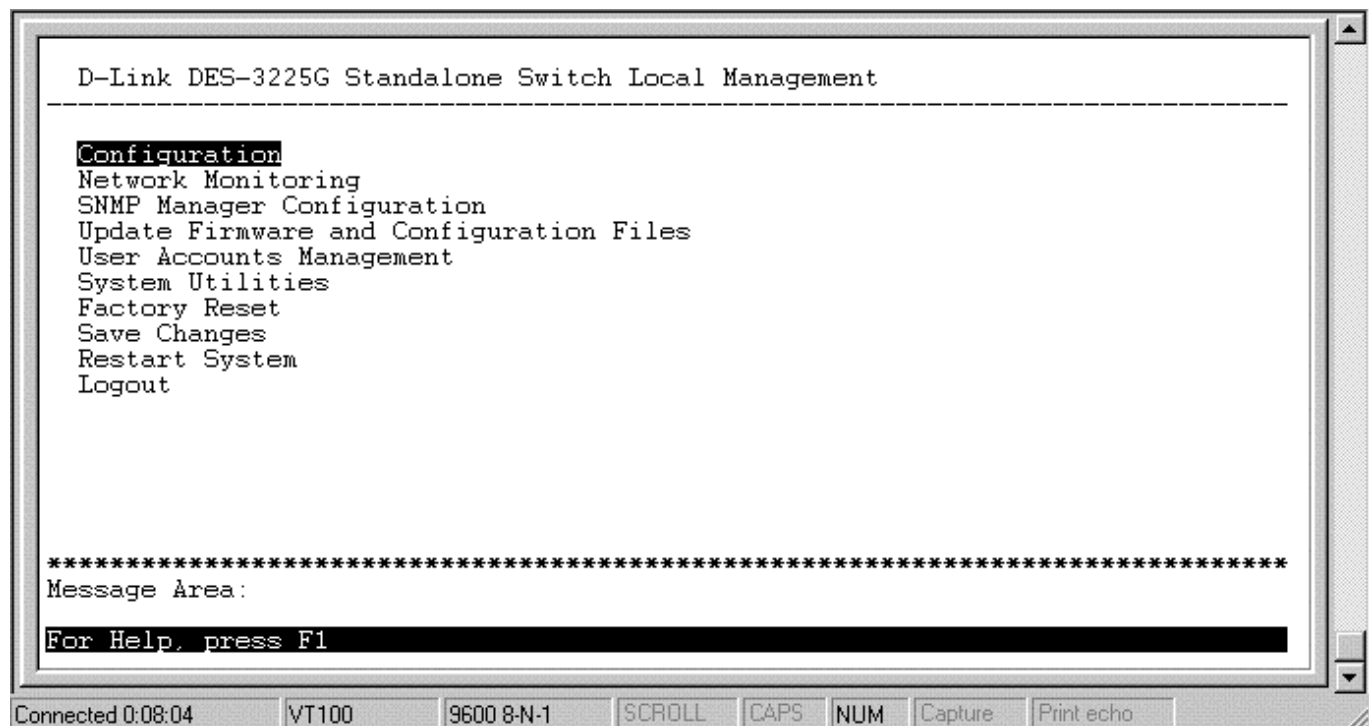 D-Link DES-3225G Standalone Switch Local Management
-------------------------------------------------------------------------------
Configuration
Network Monitoring
SNMP Manager Configuration
Update Firmware and Configuration Files
User Accounts Management
System Utilities
Factory Reset
Save Changes
Restart System
Logout
*******************************************************************************
Message Area:
For Help, press F1
Connected 0:08:04 VT100 9600 8-N-1 SCROLL CAPS NUM Capture Print echo